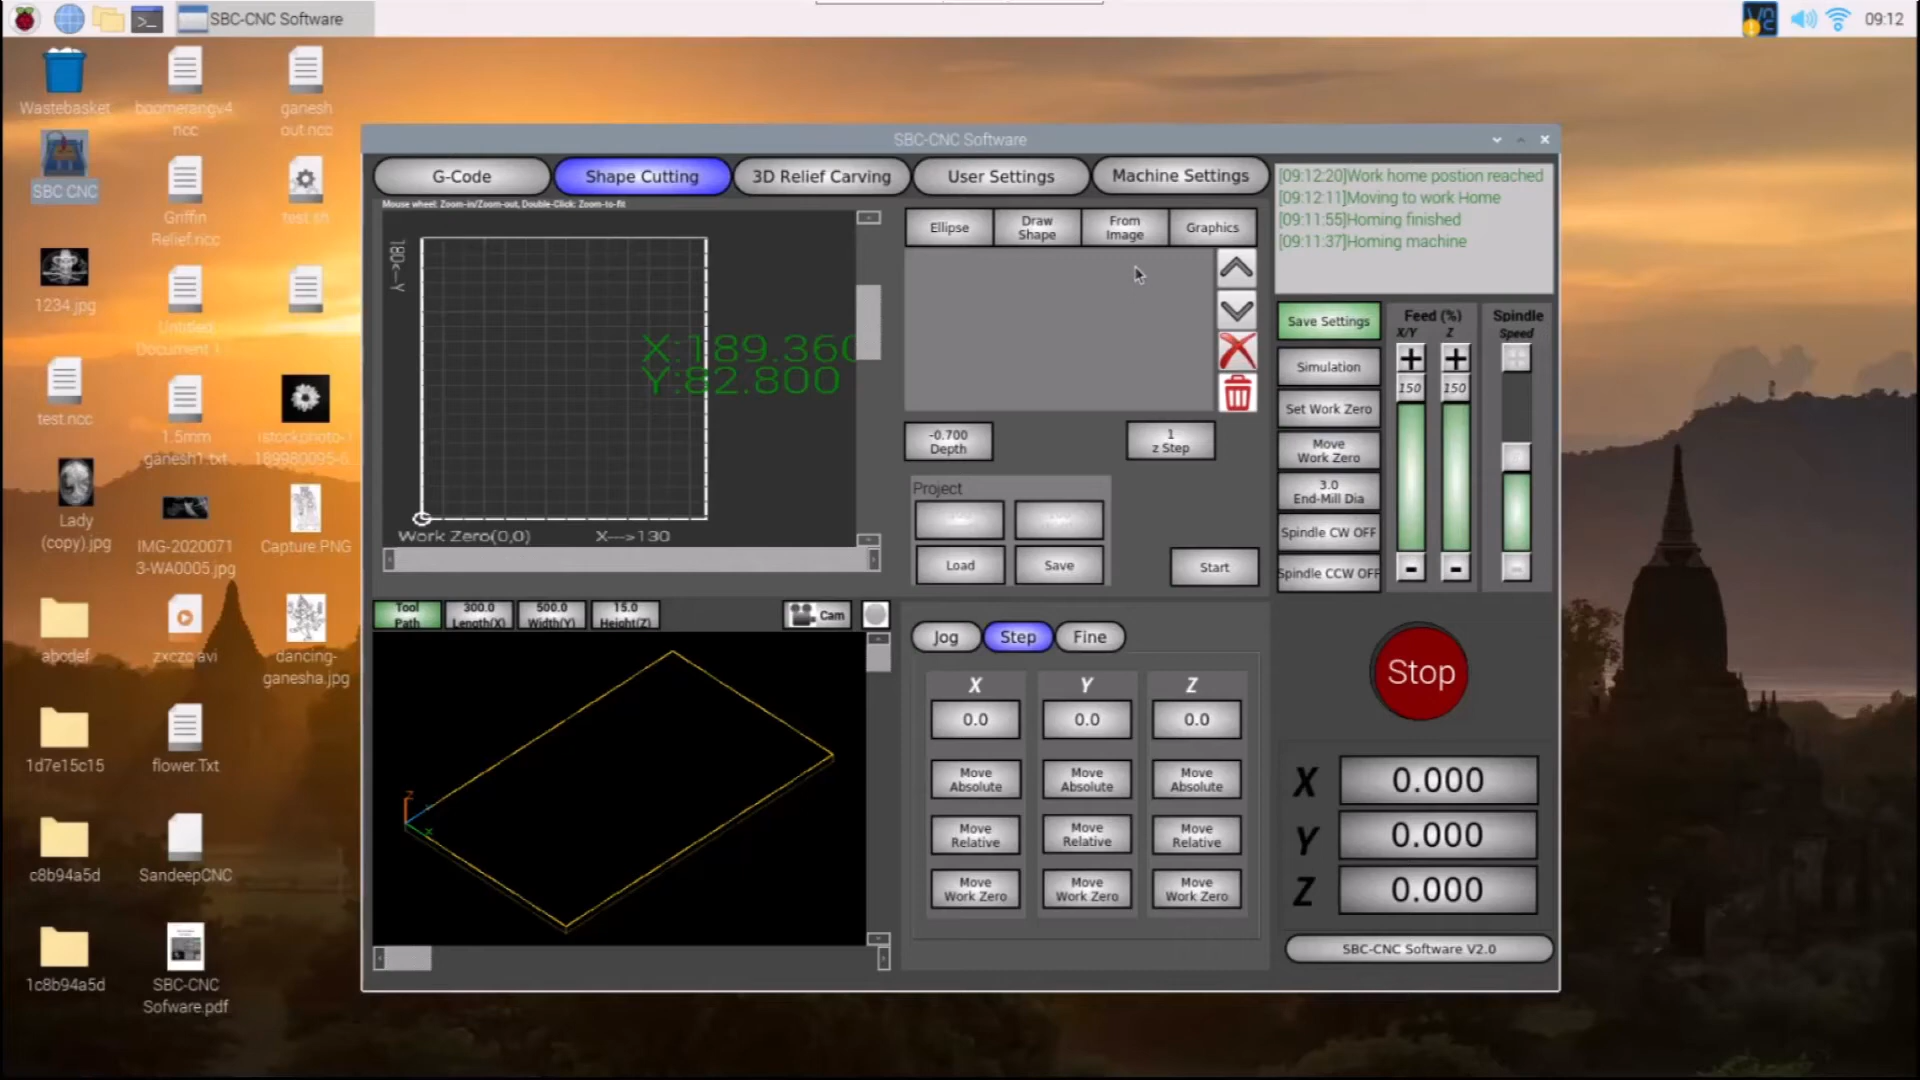 SBC-CNC Software
09:12
Wastebasket
boomerangv4
ncc
ganesh
out.ncc
SBC CNC
Griffin
Relief.ncc
test.sh
1234.jpg
Untitled
Document 1
test.ncc
1.5mm
ganesh1.txt
istockphoto-1
189980095-6...
Lady
(copy).jpg
IMG-2020071
3-WA0005.jpg
Capture.PNG
abcdef
zxczc.avi
dancing-
ganesha.jpg
1d7e15c15
flower.Txt
c8b94a5d
SandeepCNC
1c8b94a5d
SBC-CNC
Sofware.pdf
SBC-CNC Software
G-Code
Shape Cutting
3D Relief Carving
User Settings
Machine Settings
Mouse wheel: Zoom-in/Zoom-out, Double-Click: Zoom-to-fit
180<--Y
X:189.360
Y:82.800
Work Zero(0,0)
X--->130
Ellipse
Draw
Shape
From
Image
Graphics
-0.700
Depth
1
z Step
Project
Load
Save
Start
[09:12:20]Work home postion reached
[09:12:11]Moving to work Home
[09:11:55]Homing finished
[09:11:37]Homing machine
Save Settings
Simulation
Set Work Zero
Move
Work Zero
3.0
End-Mill Dia
Spindle CW OFF
Spindle CCW OFF
Feed (%)
X/Y
Z
+
+
150
150
-
-
Spindle
Speed
Tool
Path
300.0
Length(X)
500.0
Width(Y)
15.0
Height(Z)
Cam
Z
Y
X
Jog
Step
Fine
X
Y
Z
0.0
0.0
0.0
Move
Absolute
Move
Absolute
Move
Absolute
Move
Relative
Move
Relative
Move
Relative
Move
Work Zero
Move
Work Zero
Move
Work Zero
Stop
X
0.000
Y
0.000
Z
0.000
SBC-CNC Software V2.0